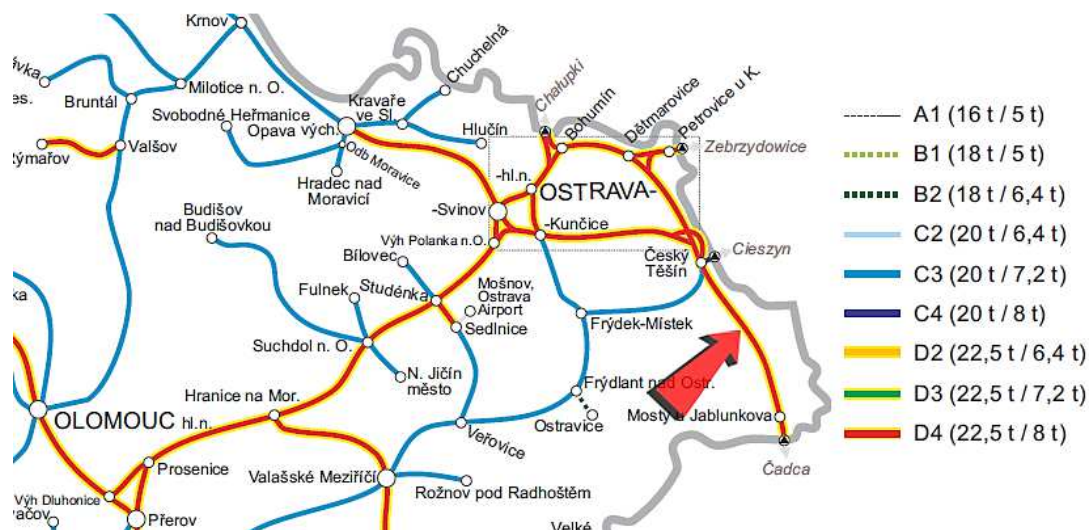 Krnov
Chuchelná
Milotice n. O.
Bruntál
Svobodné Heřmanice
Opava vých.
Kravaře
ve Sl.
Hlučín
Chałupki
Bohumín
Dětmarovice
Petrovice u K.
Zebrzydowice
es.
Rýmařov
Valšov
Odb Moravice
Hradec nad
Moravicí
-hl.n.
OSTRAVA-
-Svinov
-Kunčice
Budišov
nad Budišovkou
Výh Polanka n.O.
Bílovec
Český
Těšín
Cieszyn
Fulnek
Studénka
Mošnov,
Ostrava
Airport
Sedlnice
Suchdol n. O.
Frýdek-Místek
N. Jičín
město
Hranice na Mor.
Frýdlant nad Ostr.
Mosty u Jablunkova
Ostravice
OLOMOUC hl.n.
Veřovice
Čadca
Prosenice
Valašské Meziříčí
Rožnov pod Radhoštěm
Výh Dluhonice
vačov
Přerov
Velké
A1 (16 t / 5 t)
B1 (18 t / 5 t)
B2 (18 t / 6,4 t)
C2 (20 t / 6,4 t)
C3 (20 t / 7,2 t)
C4 (20 t / 8 t)
D2 (22,5 t / 6,4 t)
D3 (22,5 t / 7,2 t)
D4 (22,5 t / 8 t)